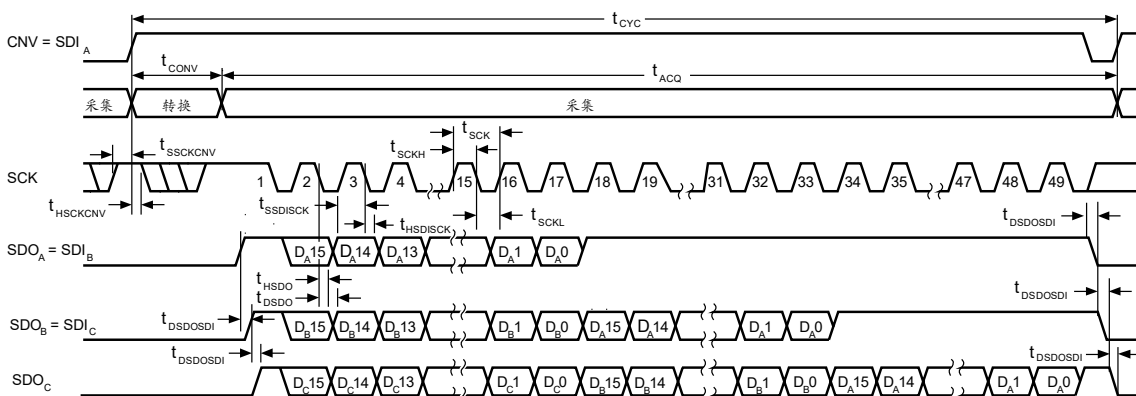 tCYC
CNV = SDIA
tCONV
tACQ
采集 转换 采集
tSSCKCNV
tSCK
tSCKH
SCK
1 2 3 4 15 16 17 18 19 31 32 33 34 35 47 48 49
tHSCKCNV
tSSDISCK
tHSDISCK
tSCKL
tDSDOSDI
SDOA = SDIB
DA15 DA14 DA13 DA1 DA0
tHSDO
tDSDO
tDSDOSDI
tDSDOSDI
SDOB = SDIC
DB15 DB14 DB13 DB1 DB0 DA15 DA14 DA1 DA0
tDSDOSDI
tDSDOSDI
SDOC
DC15 DC14 DC13 DC1 DC0 DB15 DB14 DB1 DB0 DA15 DA14 DA1 DA0